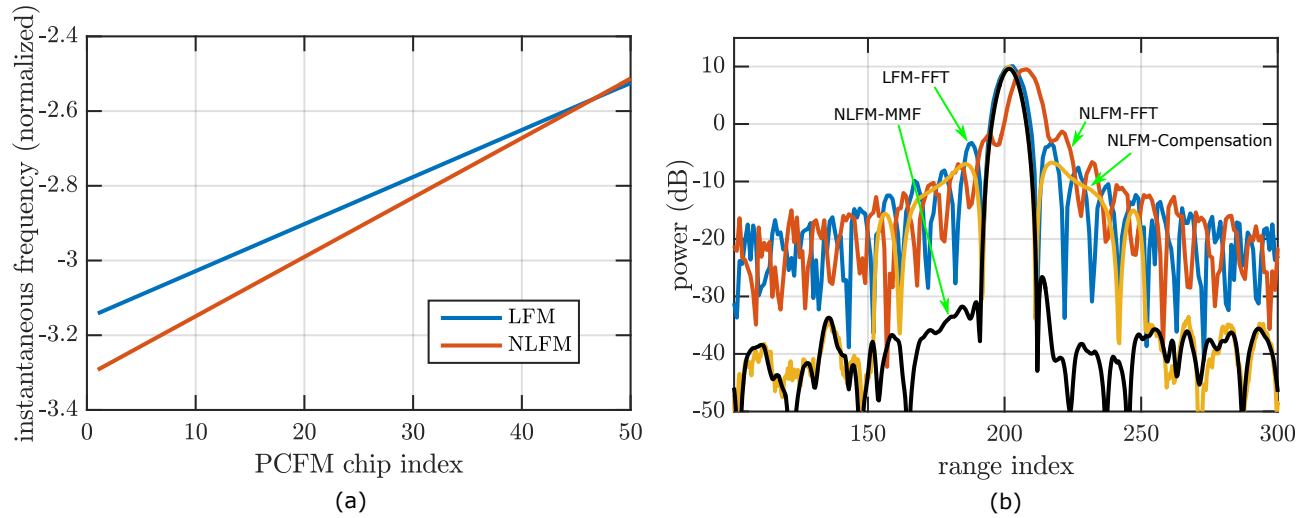 instantaneous frequency (normalized)
-2.4
-2.6
-2.8
-3
-3.2
-3.4
0
10
20
30
40
50
PCFM chip index
LFM
NLFM
(a)
power (dB)
10
0
-10
-20
-30
-40
-50
150
200
250
300
range index
LFM-FFT
NLFM-MMF
NLFM-FFT
NLFM-Compensation
(b)